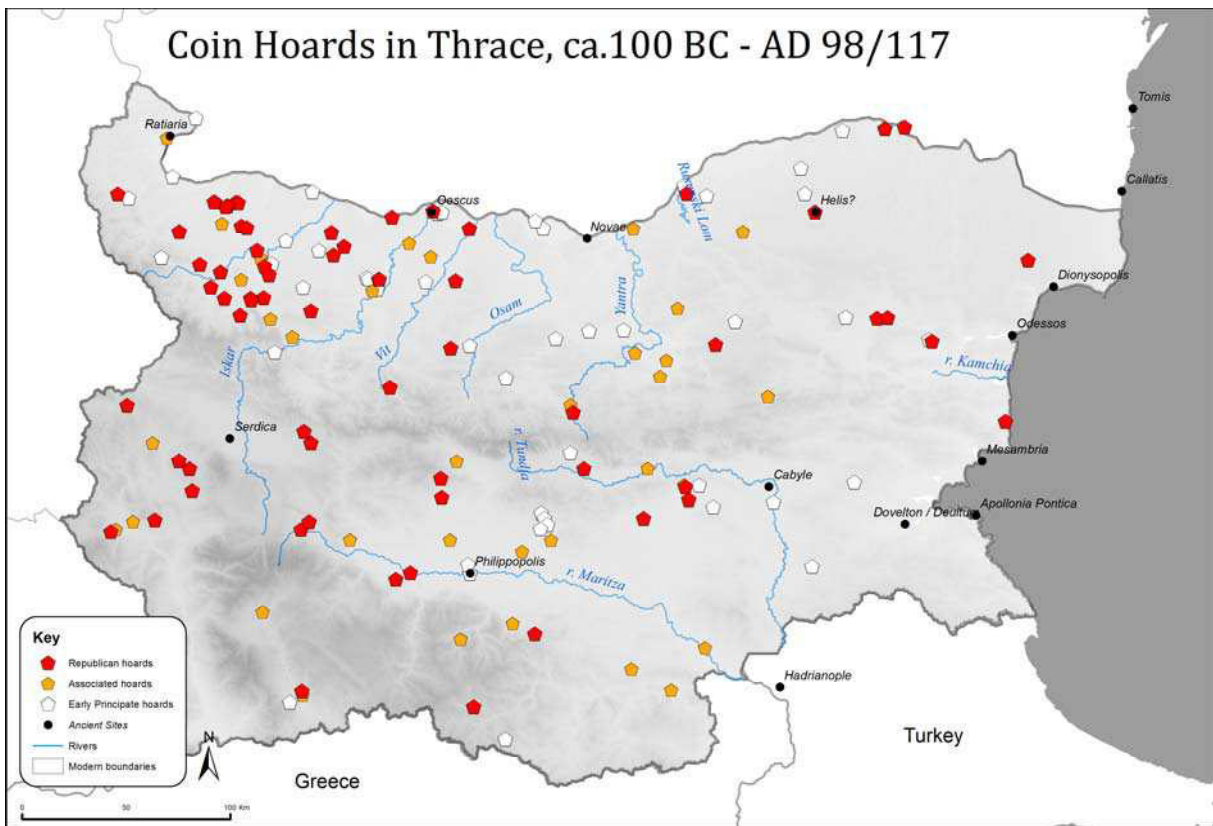 Coin Hoards in Thrace, ca.100 BC - AD 98/117
Tomis
Ratiaria
Callatis
Oescus
Rusenski Lom
Helis?
Novae
Dionysopolis
Osam
Yantra
Odessos
Vit
Iskar
r. Kamchia
Serdica
r. Tundja
Mesambria
Cabyle
Apollonia Pontica
Dovelton / Deultum
Philippopolis
r. Maritza
Hadrianople
Turkey
Greece
Key
Republican hoards
Associated hoards
Early Principate hoards
Ancient Sites
Rivers
Modern boundaries
N
0 50 100 Km